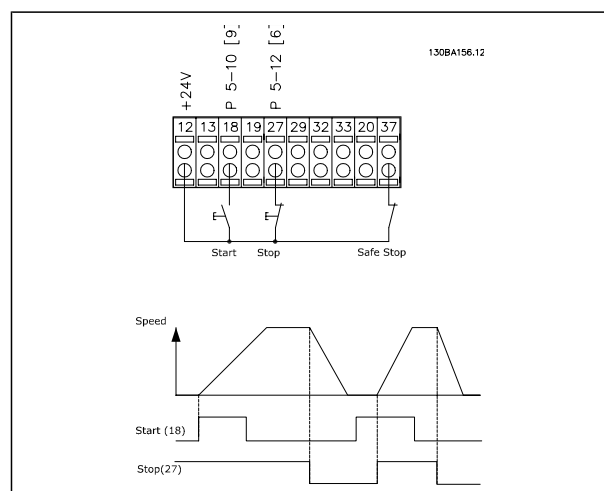 130BA156.12
+24V
P 5-10 [9]
P 5-12 [6]
12 13 18 19 27 29 32 33 20 37
Start
Stop
Safe Stop
Speed
Start (18)
Stop(27)